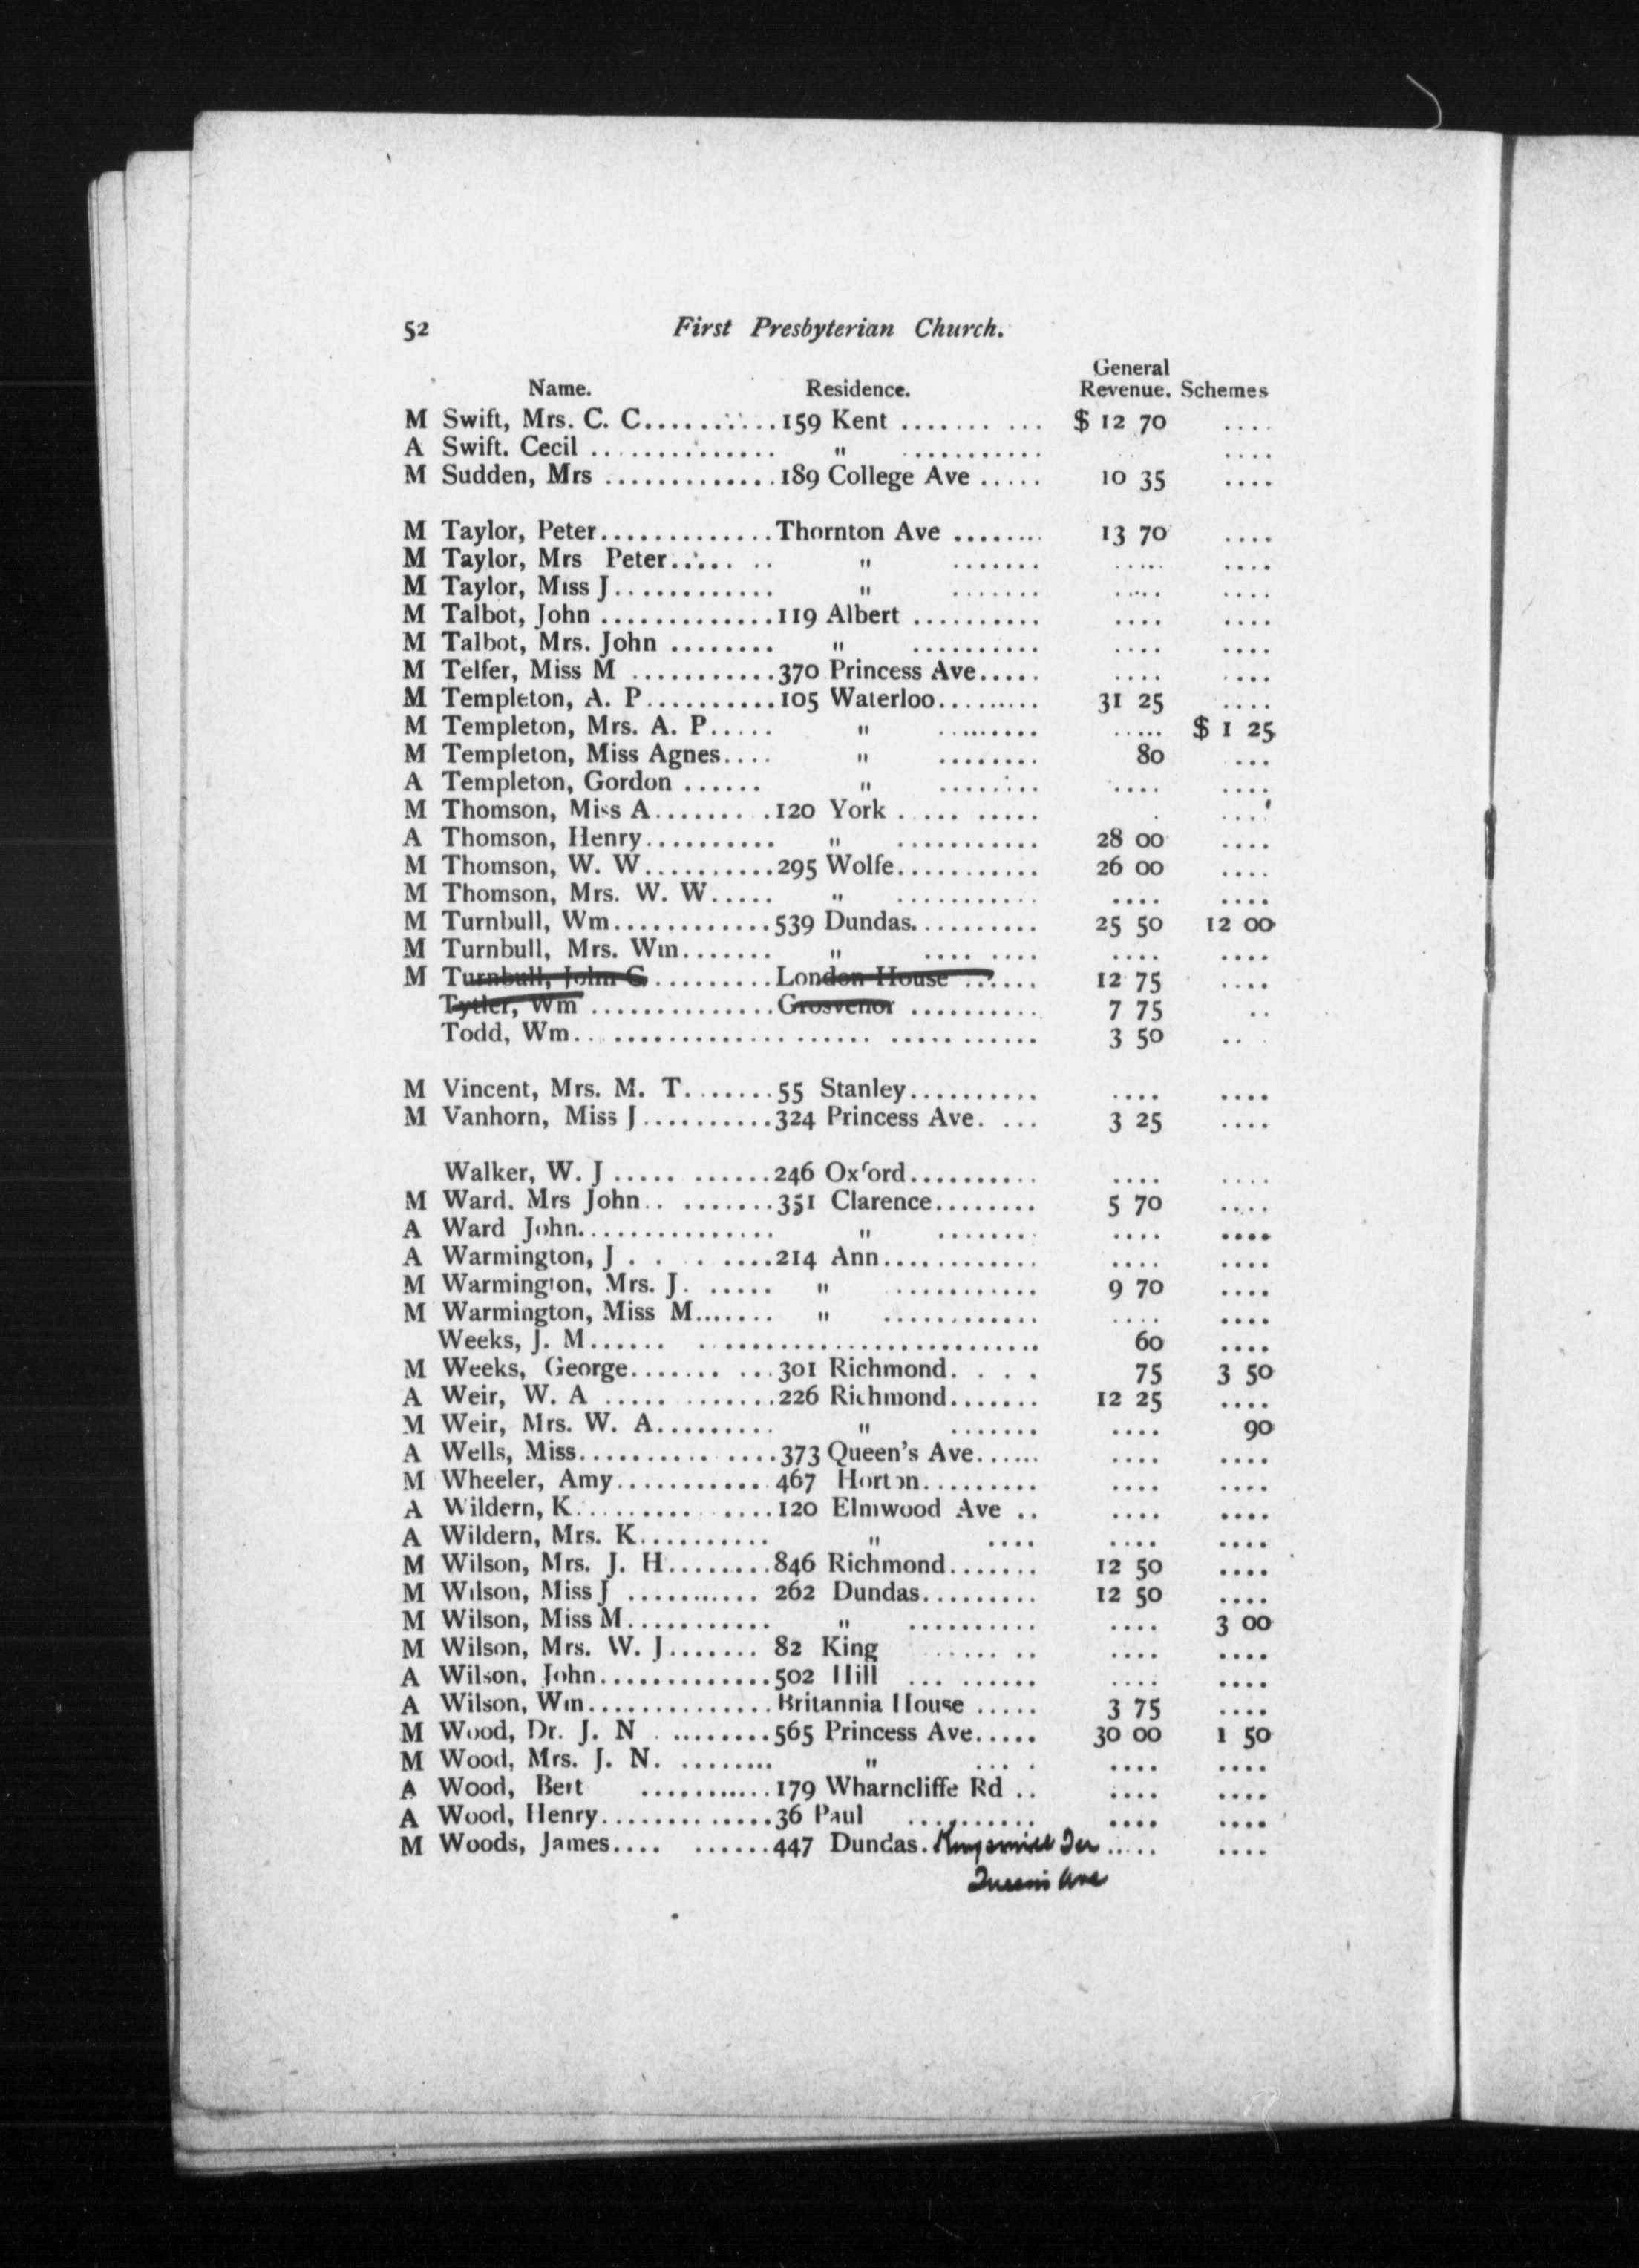 52 First Presbyterian Church.
General
Name. Residence. Revenue. Schemes
M Swift, Mrs. C. C..........159 Kent .......... $ 12 70 ....
A Swift. Cecil .............. " .......... ....
M Sudden, Mrs .............189 College Ave ..... 10 35 ....
M Taylor, Peter.............Thornton Ave ........ 13 70 ....
M Taylor, Mrs Peter....... " ....... ..... ....
M Taylor, Miss J............ " ....... ..... ....
M Talbot, John .............119 Albert .......... .... ....
M Talbot, Mrs. John ........ " .......... .... ....
M Telfer, Miss M ...........370 Princess Ave..... .... ....
M Templeton, A. P..........105 Waterloo......... 31 25 ....
M Templeton, Mrs. A. P..... " ......... ..... $ 1 25
M Templeton, Miss Agnes.... " ........ 80 ...
A Templeton, Gordon ...... " ........ .... ....
M Thomson, Miss A.........120 York .......... . ....
A Thomson, Henry.......... " ........... 28 00 ....
M Thomson, W. W..........295 Wolfe........... 26 00 ....
M Thomson, Mrs. W. W..... " ........... .... ....
M Turnbull, Wm............539 Dundas.......... 25 50 12 00
M Turnbull, Mrs. Wm....... " ........ .... ....
M Turnbull, John G.........London House ...... 12 75 ....
Tytler, Wm ..............Grosvenor .......... 7 75 ..
Todd, Wm.............................. 3 50 ..
M Vincent, Mrs. M. T.......55 Stanley.......... .... ....
M Vanhorn, Miss J..........324 Princess Ave. ... 3 25 ....
Walker, W. J ...........246 Oxford.......... .... ....
M Ward. Mrs John.. .......351 Clarence........ 5 70 ....
A Ward John............... " ........ .... ....
A Warmington, J . . . ....214 Ann............ .... ....
M Warmington, Mrs. J. ..... " ........... 9 70 ....
M Warmington, Miss M....... " ............ .... ....
Weeks, J. M...... ......................... 60 ....
M Weeks, George....... ...301 Richmond. . . . 75 3 50
A Weir, W. A ..... .......226 Richmond....... 12 25 ....
M Weir, Mrs. W. A......... " ....... .... 90
A Wells, Miss.......... ....373 Queen's Ave...... .... ....
M Wheeler, Amy............467 Horton......... .... ....
A Wildern, K.......... ....120 Elmwood Ave .. .... ....
A Wildern, Mrs. K.......... " .... .... ....
M Wilson, Mrs. J. H........846 Richmond....... 12 50 ....
M Wilson, Miss J .......... 262 Dundas......... 12 50 ....
M Wilson, Miss M........... " .......... .... 3 00
M Wilson, Mrs. W. J....... 82 King ...... .. .... ....
A Wilson, John.............502 Hill ... ...... .... ....
A Wilson, Wm..............Britannia House ..... 3 75 ....
M Wood, Dr. J. N . ........565 Princess Ave..... 30 00 1 50
M Wood, Mrs. J. N. ........ " ... . .... ....
A Wood, Bert ..........179 Wharncliffe Rd .. .... ....
A Wood, Henry.............36 Paul .......... .... ....
M Woods, James.... ......447 Dundas. Kingsmill Ter ..... ....
Queens Ave